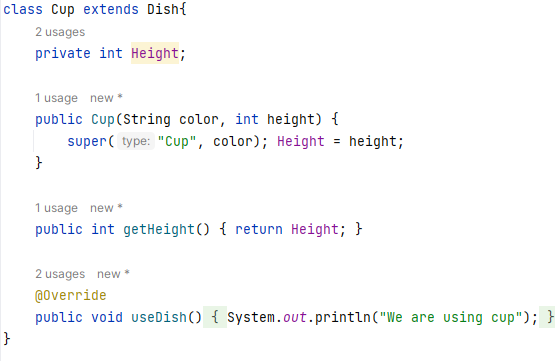 class Cup extends Dish{
2 usages
private int Height;
1 usage new *
public Cup(String color, int height) {
super( type: "Cup", color); Height = height;
}
1 usage new *
public int getHeight() { return Height; }
2 usages new *
@Override
public void useDish() { System.out.println("We are using cup"); }
}